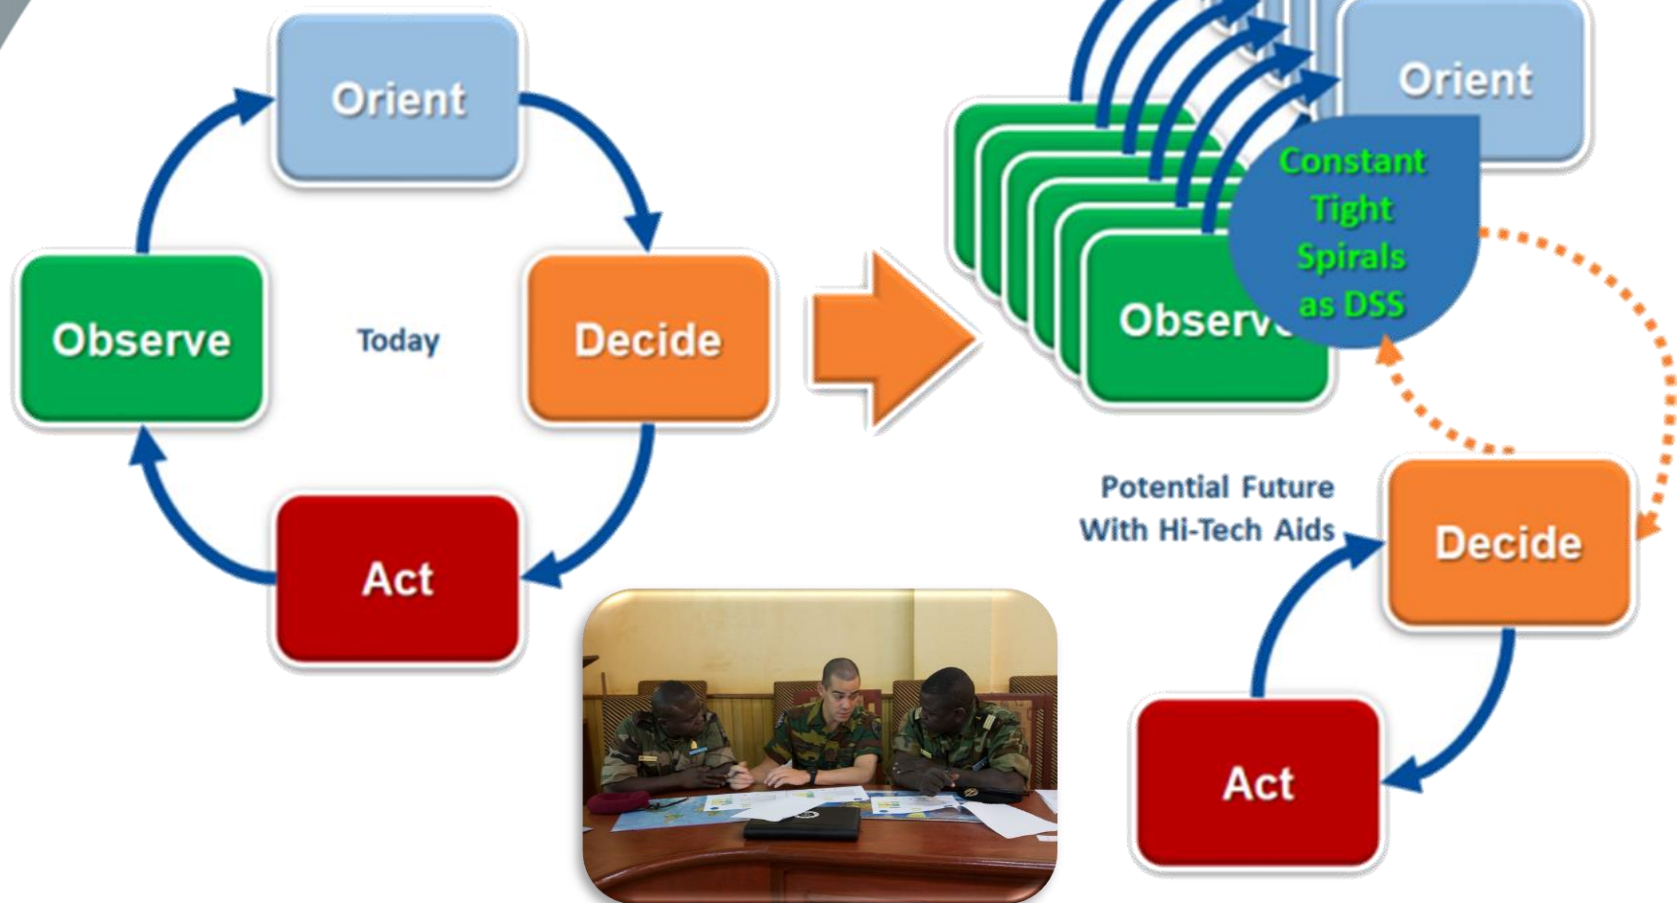 Orient
Observe
Today
Decide
Act
Orient
Constant
Tight
Spirals
as DSS
Observe
Potential Future
With Hi-Tech Aids
Decide
Act